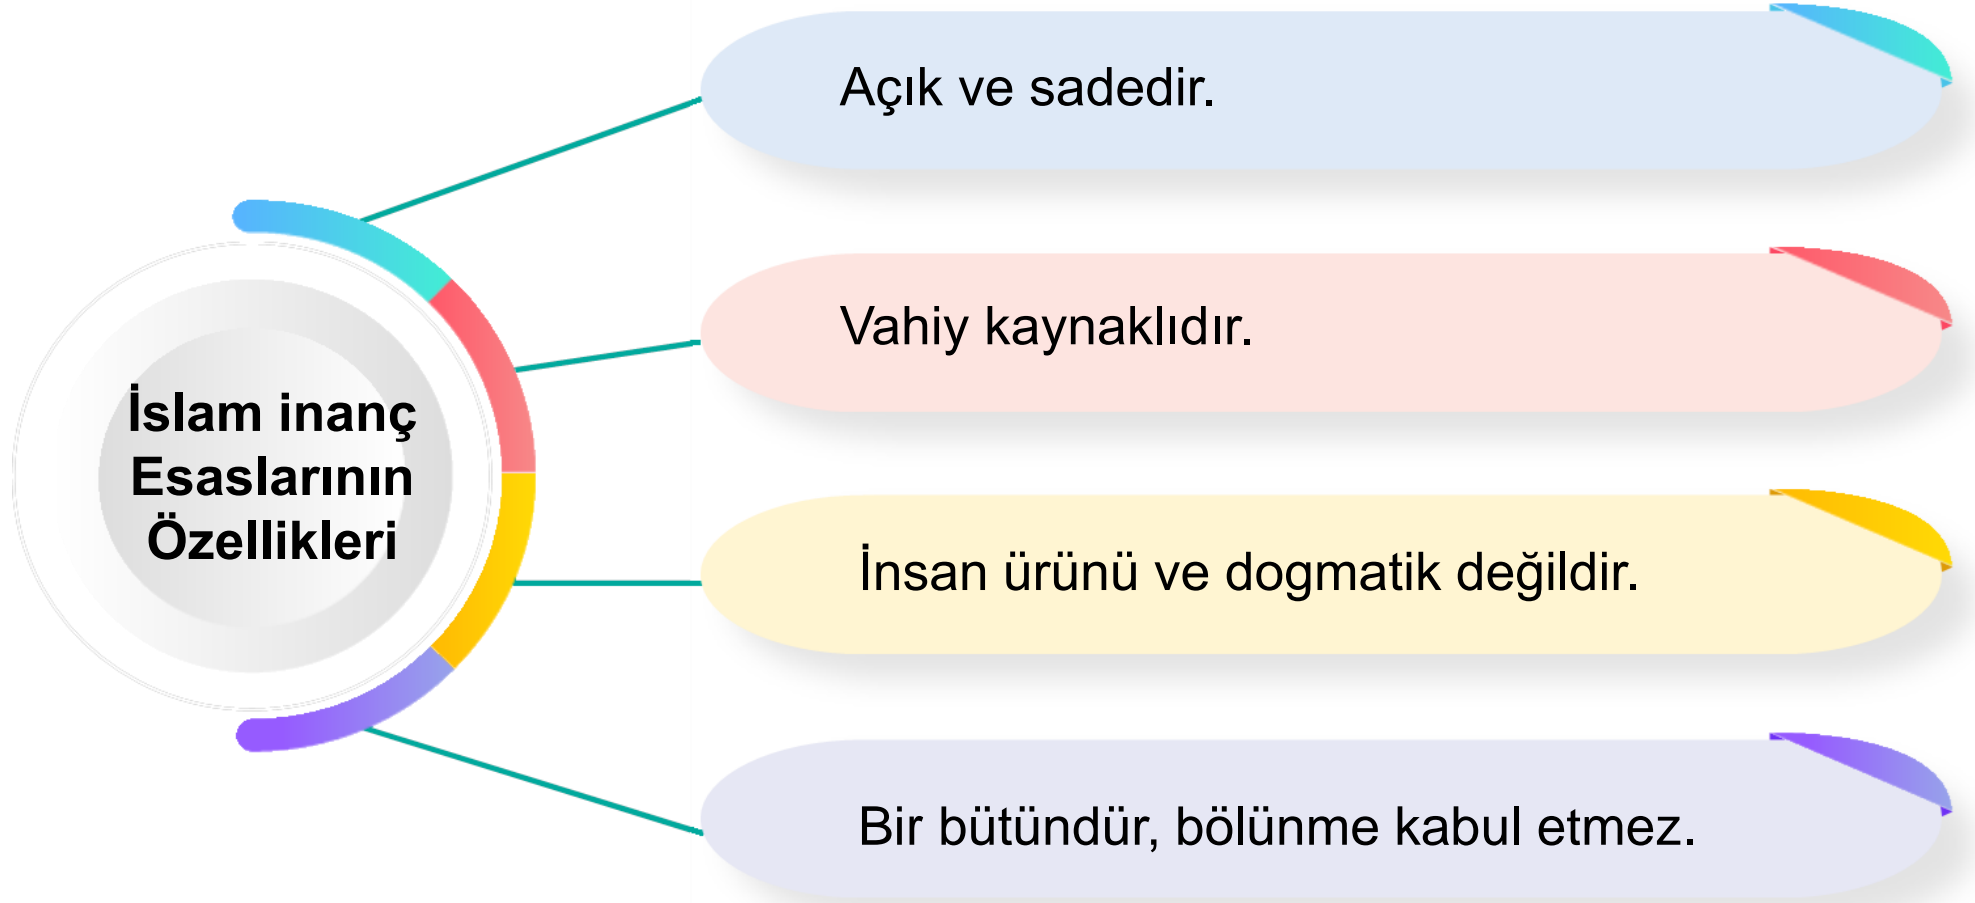 İslam inanç
Esaslarının
Özellikleri
Açık ve sadedir.
Vahiy kaynaklıdır.
İnsan ürünü ve dogmatik değildir.
Bir bütündür, bölünme kabul etmez.